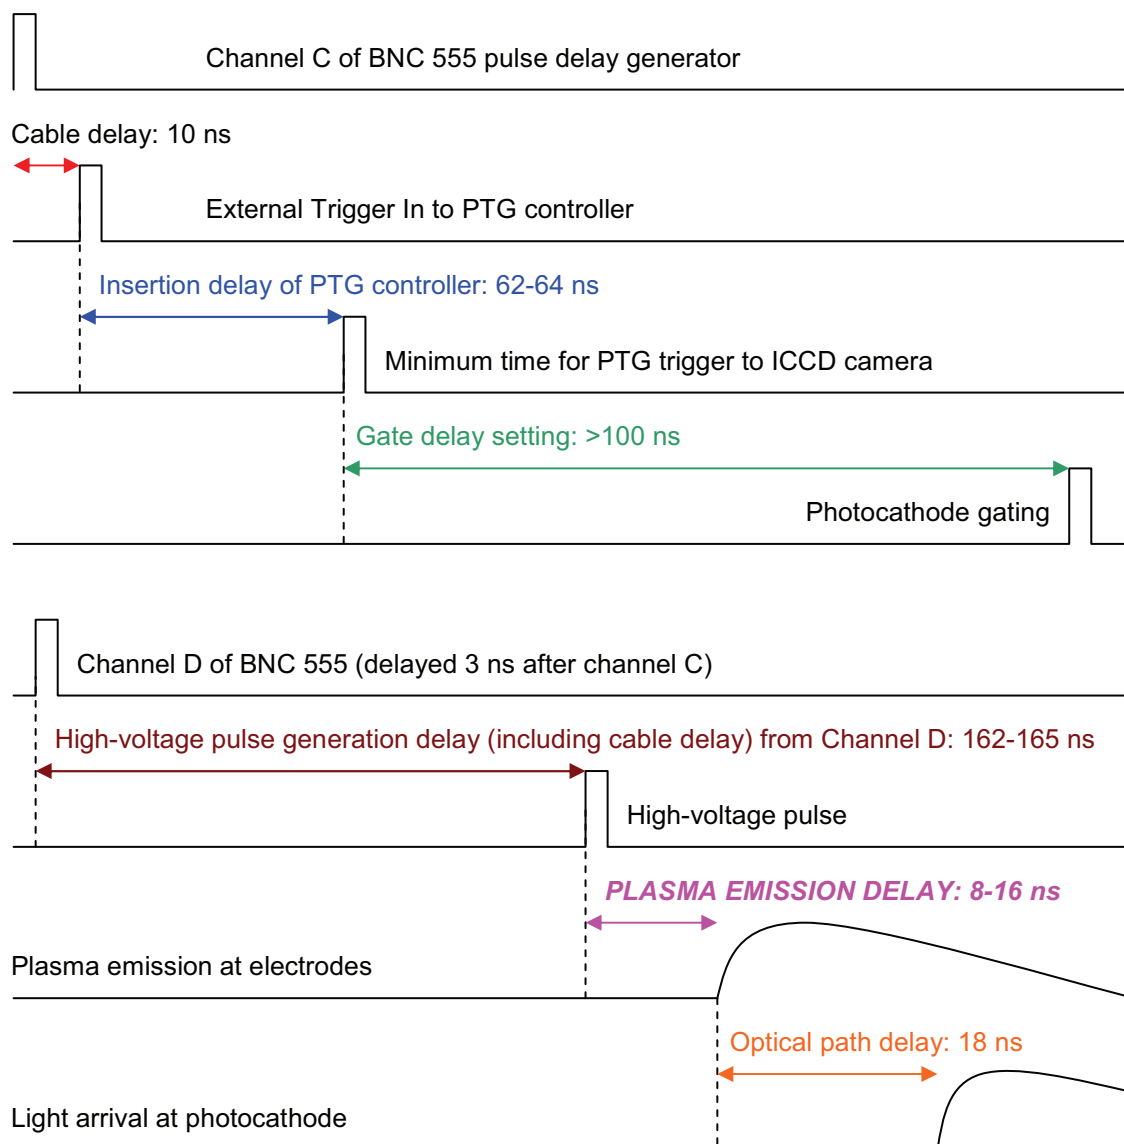 Channel C of BNC 555 pulse delay generator
Cable delay: 10 ns
External Trigger In to PTG controller
Insertion delay of PTG controller: 62-64 ns
Minimum time for PTG trigger to ICCD camera
Gate delay setting: >100 ns
Photocathode gating
Channel D of BNC 555 (delayed 3 ns after channel C)
High-voltage pulse generation delay (including cable delay) from Channel D: 162-165 ns
High-voltage pulse
PLASMA EMISSION DELAY: 8-16 ns
Plasma emission at electrodes
Optical path delay: 18 ns
Light arrival at photocathode